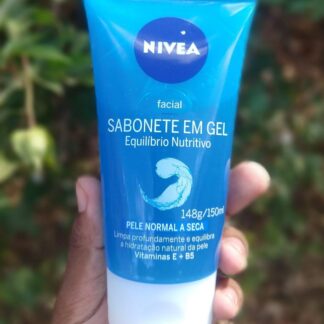 NIVEA
facial
SABONETE EM GEL
Equilíbrio Nutritivo
148g/150ml
PELE NORMAL A SECA
Limpa profundamente e equilibra
a hidratação natural da pele
Vitaminas E + B5